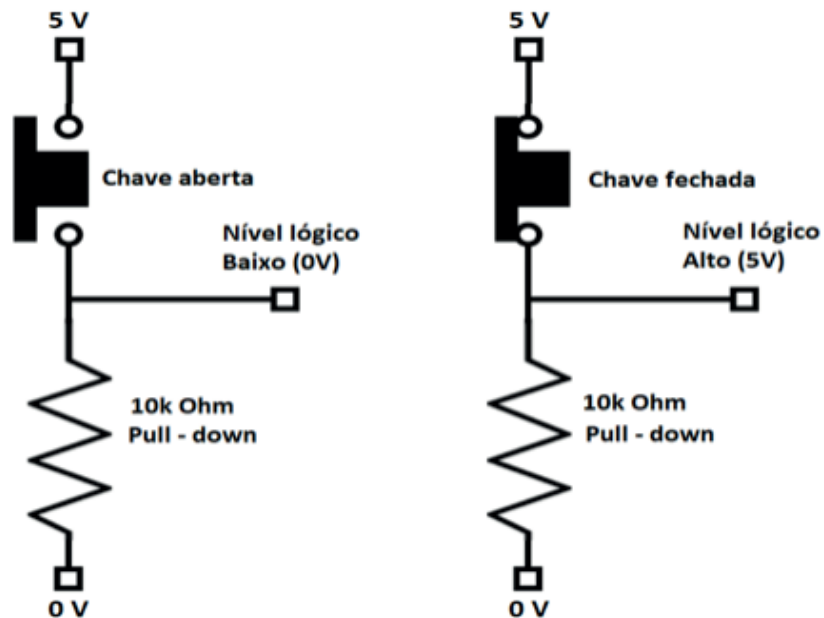 5 V
Chave aberta
Nível lógico
Baixo (0V)
10k Ohm
Pull - down
0 V
5 V
Chave fechada
Nível lógico
Alto (5V)
10k Ohm
Pull - down
0 V